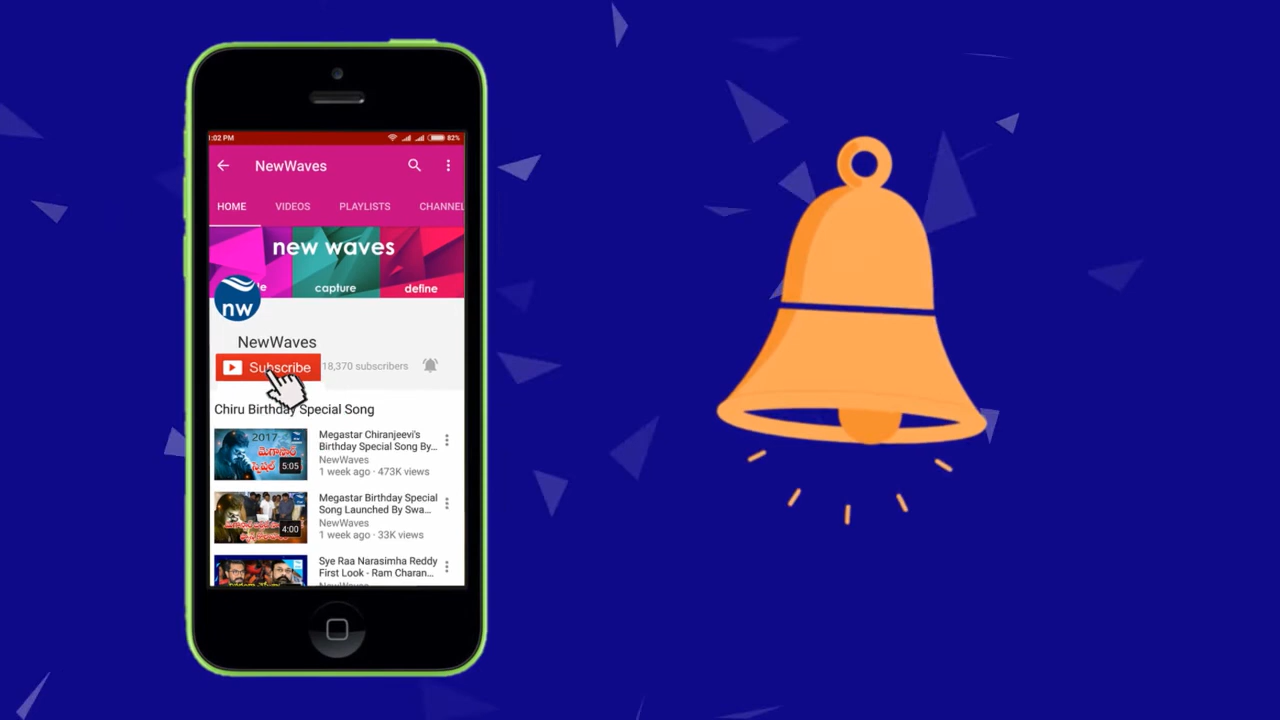 1:02 PM
82%
NewWaves
HOME VIDEOS PLAYLISTS CHANNEL
new waves
le capture define
nw
NewWaves
Subscribe 18,370 subscribers
Chiru Birthday Special Song
2017
మెగాస్టార్
స్పెషల్
5:05
Megastar Chiranjeevi's
Birthday Special Song By...
NewWaves
1 week ago · 473K views
4:00
Megastar Birthday Special
Song Launched By Swa...
NewWaves
1 week ago · 33K views
Sye Raa Narasimha Reddy
First Look - Ram Charan...
NewWaves